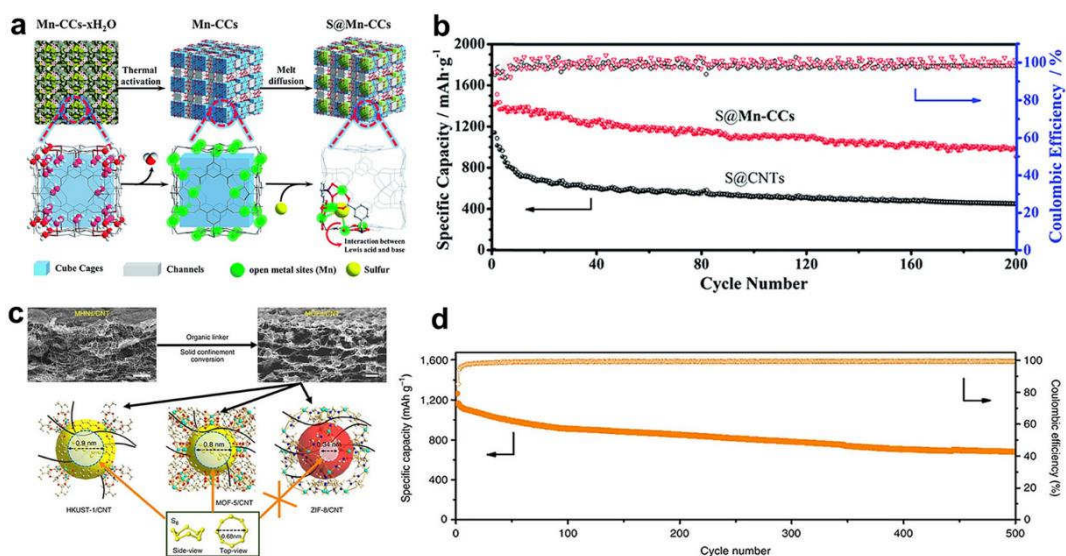 a
Mn-CCs-xH2O
Mn-CCs
S@Mn-CCs
Thermal activation
Melt diffusion
Interaction between
Lewis acid and base
Cube Cages
Channels
open metal sites (Mn)
Sulfur
b
Specific Capacity / mAh·g-1
2000
1800
1600
1200
800
400
S@Mn-CCs
S@CNTs
100
80
60
40
20
0
Coulombic Efficiency / %
0
40
80
120
160
200
Cycle Number
c
MHN/CNT
Organic linker
Solid confinement
conversion
0.9 nm
0.8 nm
0.34 nm
HKUST-1/CNT
MOF-5/CNT
ZIF-8/CNT
S8
0.68nm
Side-view
Top-view
d
Specific capacity (mAh g−1)
1,600
1,200
800
400
0
100
80
60
40
20
0
Coulombic efficiency (%)
0
100
200
300
400
500
Cycle number